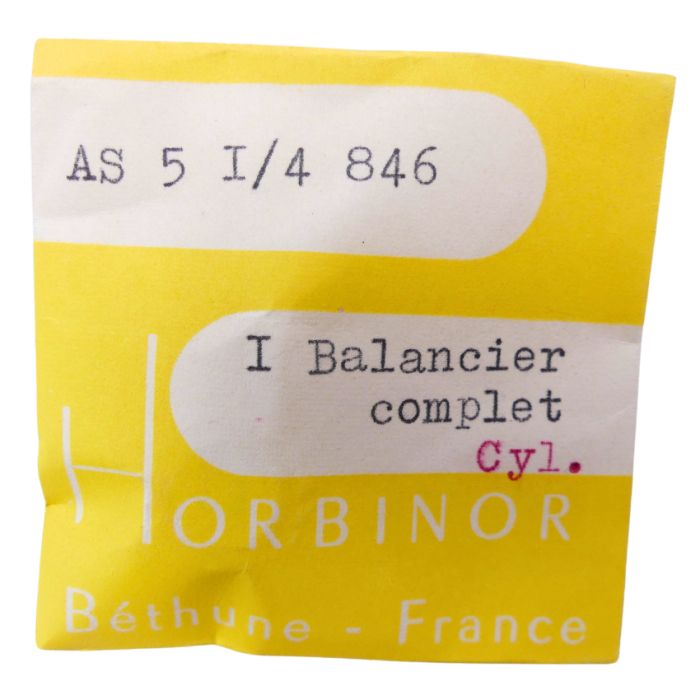 AS 5 I/4 846
I Balancier
complet
Cyl.
HORBINOR
Béthune - France